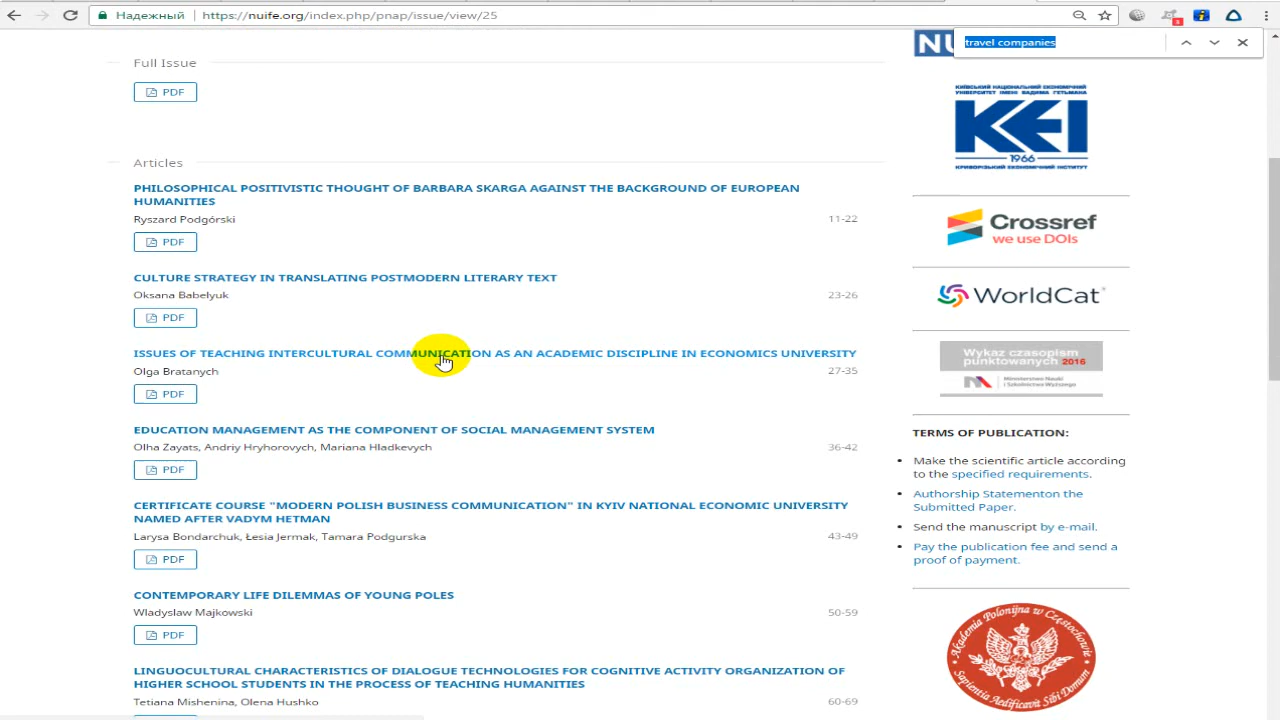 Надежный
https://nuife.org/index.php/pnap/issue/view/25
travel companies
Full Issue
PDF
Articles
PHILOSOPHICAL POSITIVISTIC THOUGHT OF BARBARA SKARGA AGAINST THE BACKGROUND OF EUROPEAN
HUMANITIES
Ryszard Podgórski
11-22
PDF
CULTURE STRATEGY IN TRANSLATING POSTMODERN LITERARY TEXT
Oksana Babelyuk
23-26
PDF
ISSUES OF TEACHING INTERCULTURAL COMMUNICATION AS AN ACADEMIC DISCIPLINE IN ECONOMICS UNIVERSITY
Olga Bratanych
27-35
PDF
EDUCATION MANAGEMENT AS THE COMPONENT OF SOCIAL MANAGEMENT SYSTEM
Olha Zayats, Andriy Hryhorovych, Mariana Hladkevych
36-42
PDF
CERTIFICATE COURSE "MODERN POLISH BUSINESS COMMUNICATION" IN KYIV NATIONAL ECONOMIC UNIVERSITY
NAMED AFTER VADYM HETMAN
Larysa Bondarchuk, Łesia Jermak, Tamara Podgurska
43-49
PDF
CONTEMPORARY LIFE DILEMMAS OF YOUNG POLES
Wladyslaw Majkowski
50-59
PDF
LINGUOCULTURAL CHARACTERISTICS OF DIALOGUE TECHNOLOGIES FOR COGNITIVE ACTIVITY ORGANIZATION OF
HIGHER SCHOOL STUDENTS IN THE PROCESS OF TEACHING HUMANITIES
Tetiana Mishenina, Olena Hushko
60-69
NU
КИЇВСЬКИЙ НАЦІОНАЛЬНИЙ ЕКОНОМІЧНИЙ
УНІВЕРСИТЕТ ІМЕНІ ВАДИМА ГЕТЬМАНА
КЕІ
1966
КРИВОРІЗЬКИЙ ЕКОНОМІЧНИЙ ІНСТИТУТ
Crossref
we use DOIs
WorldCat
Wykaz czasopism
punktowanych 2016
Ministerstwo Nauki
i Szkolnictwa Wyższego
TERMS OF PUBLICATION:
Make the scientific article according
to the specified requirements.
Authorship Statementon the
Submitted Paper.
Send the manuscript by e-mail.
Pay the publication fee and send a
proof of payment.
Akademia Polonijna w Częstochowie
Sapientia Aedificavit Sibi Domum